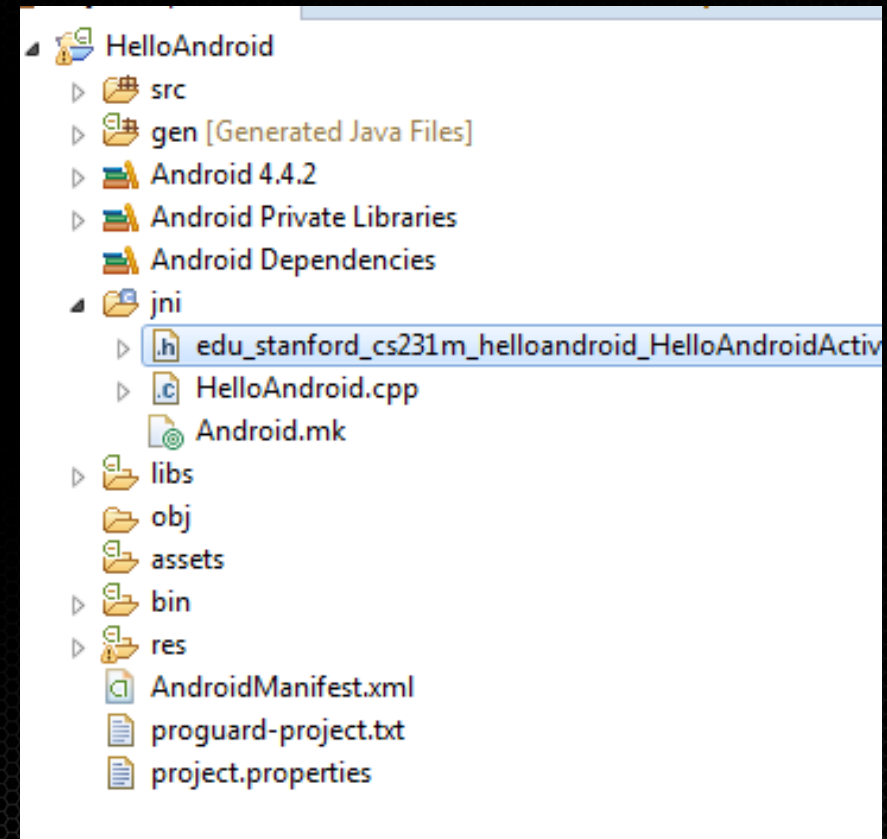 HelloAndroid
src
gen [Generated Java Files]
Android 4.4.2
Android Private Libraries
Android Dependencies
jni
.h edu_stanford_cs231m_helloandroid_HelloAndroidActiv
.c HelloAndroid.cpp
Android.mk
libs
obj
assets
bin
res
AndroidManifest.xml
proguard-project.txt
project.properties